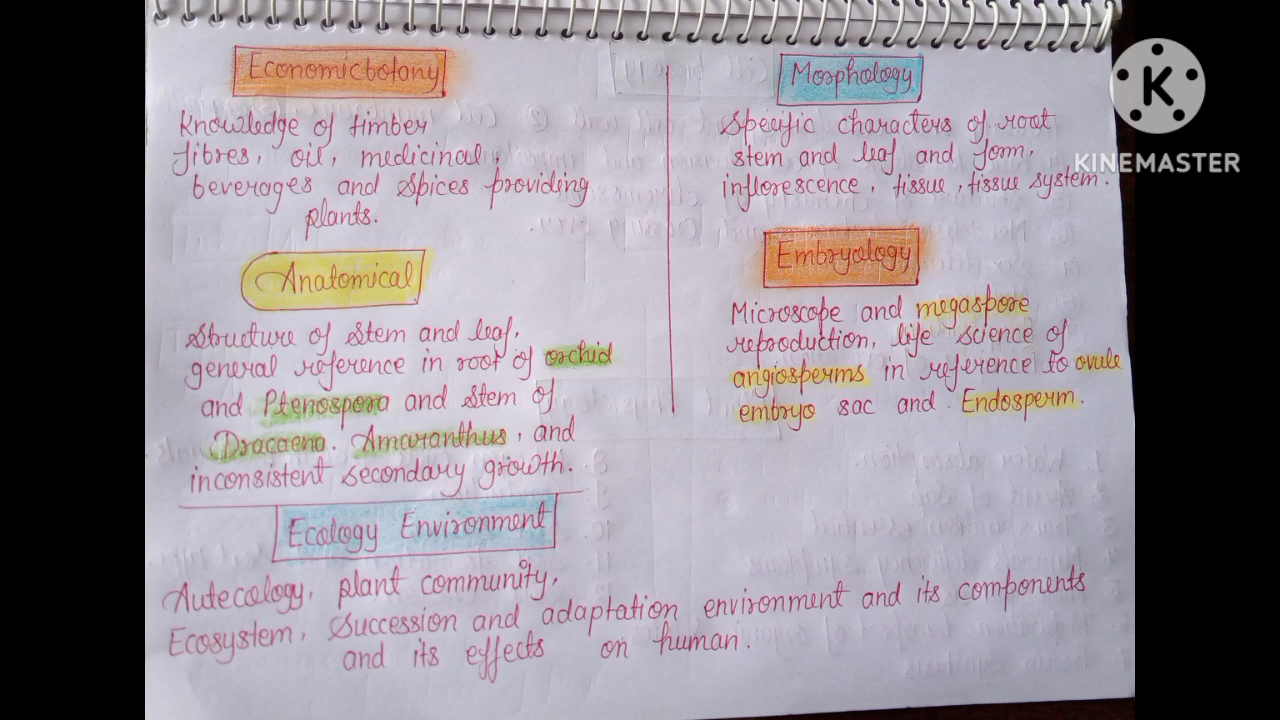 Economicbotany
Knowledge of timber
fibres, oil, medicinal,
beverages and spices providing
plants.
Anatomical
Structure of stem and leaf,
general reference in root of orchid
and Ptenospora and stem of
Dracaena. Amaranthus, and
inconsistent secondary growth.
Morphology
Specific characters of root
stem and leaf and form,
inflorescence, tissue, tissue system.
Embryology
Microscope and megaspore
reproduction, life science of
angiosperms in reference to ovule
embryo sac and Endosperm.
Ecology Environment
Autecology, plant community,
Ecosystem, Succession and adaptation environment and its components
and its effects on human.
K
KINEMASTER